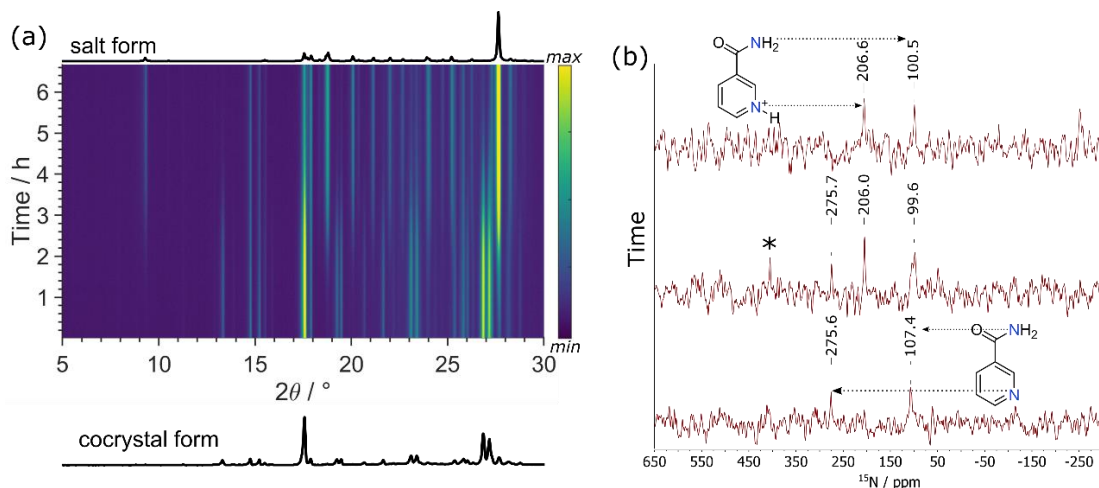 (a)
salt form
max
6
5
4
3
2
1
Time / h
min
5
10
15
20
25
30
2θ / °
cocrystal form
(b)
O
NH₂
N⁺
H
206.6
100.5
275.7
206.0
99.6
*
275.6
107.4
O
NH₂
N
Time
650
550
450
350
250
150
50
-50
-150
-250
¹⁵N / ppm